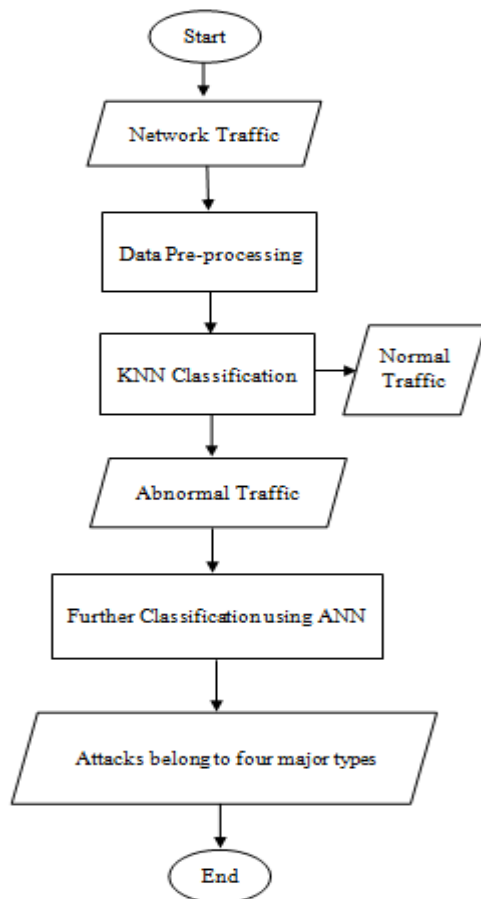 Start
Network Traffic
Data Pre-processing
KNN Classification
Normal
Traffic
Abnormal Traffic
Further Classification using ANN
Attacks belong to four major types
End